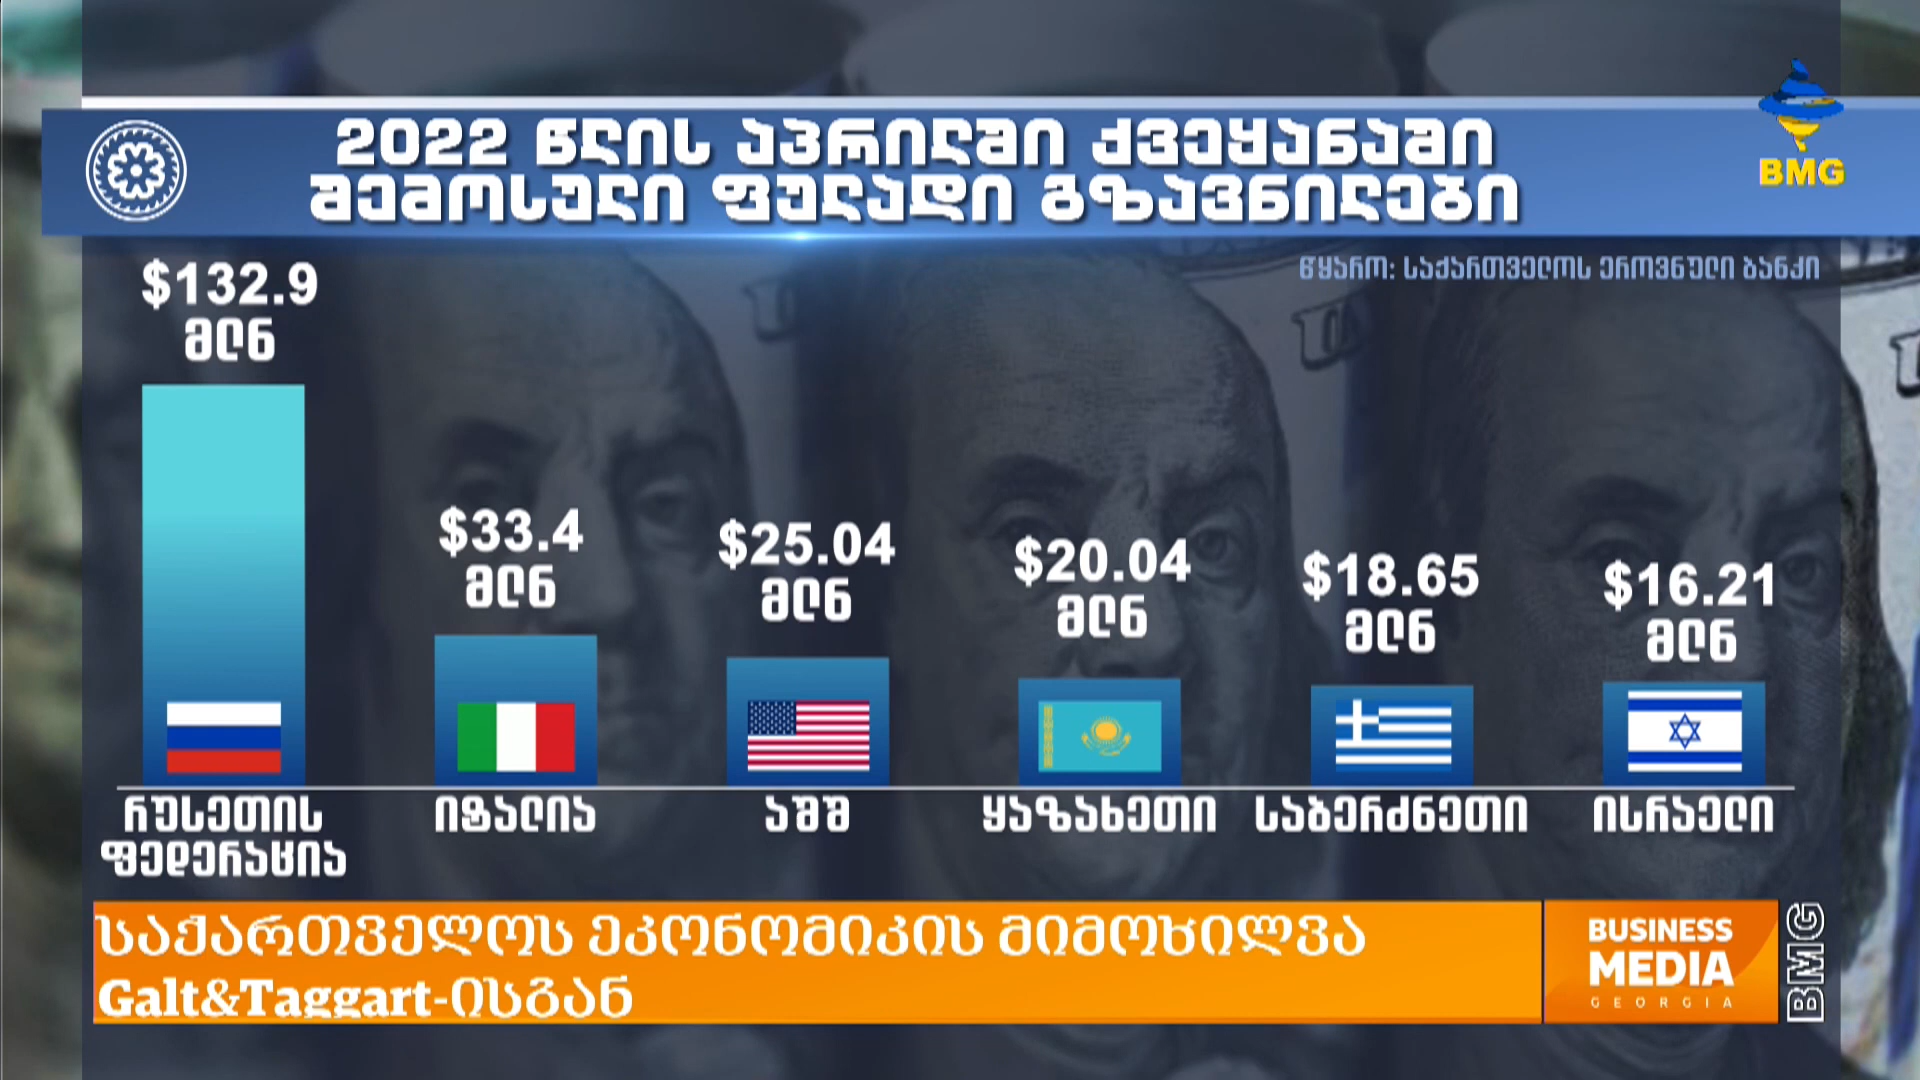 2022 წლის აპრილში ქვეყანაში
შემოსული ფულადი გზავნილები
BMG
წყარო: საქართველოს ეროვნული ბანკი
$132.9
მლნ
$33.4
მლნ
$25.04
მლნ
$20.04
მლნ
$18.65
მლნ
$16.21
მლნ
რუსეთის
ფედერაცია
იტალია
აშშ
ყაზახეთი
საბერძნეთი
ისრაელი
საქართველოს ეკონომიკის მიმოხილვა
Galt&Taggart-ისგან
BUSINESS
MEDIA
GEORGIA
BMG